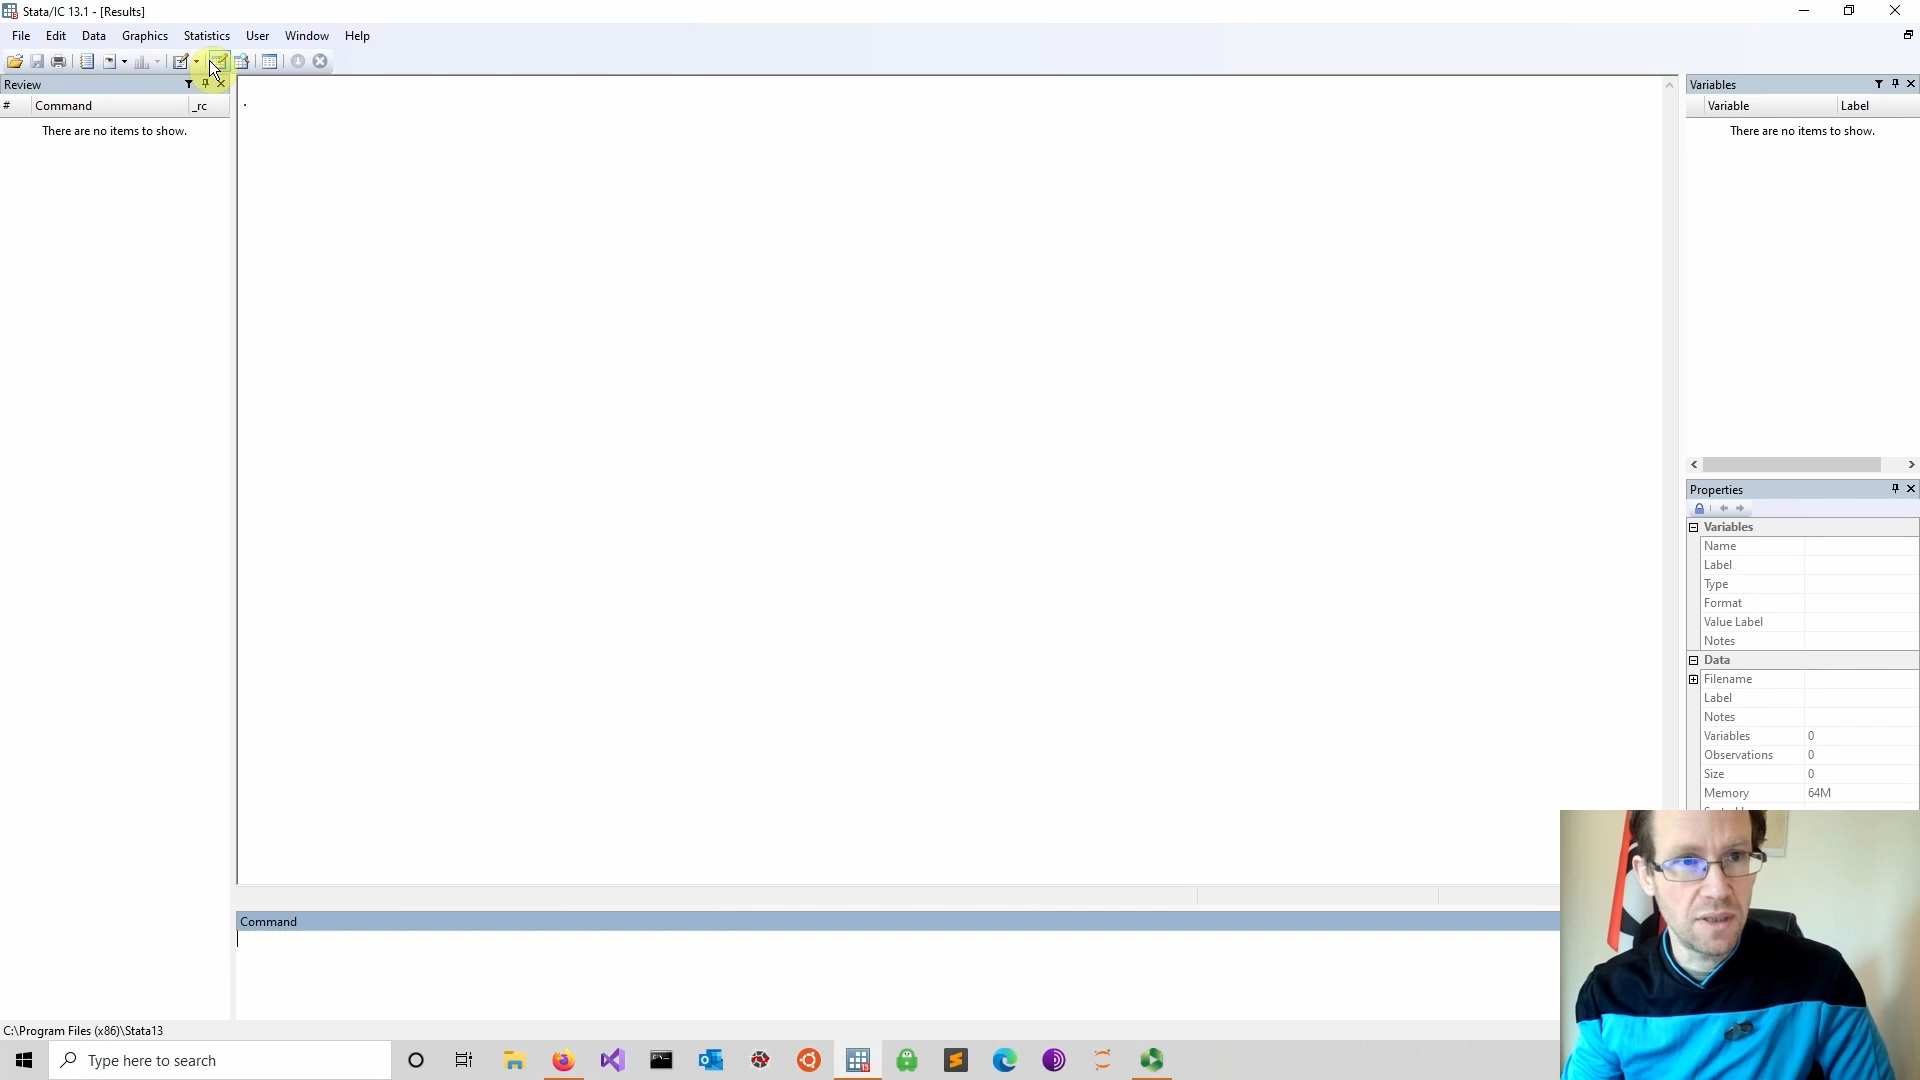 Stata/IC 13.1 - [Results]
File Edit Data Graphics Statistics User Window Help
Review
# Command _rc
There are no items to show.
.
Variables
Variable Label
There are no items to show.
Properties
Variables
Name
Label
Type
Format
Value Label
Notes
Data
Filename
Label
Notes
Variables 0
Observations 0
Size 0
Memory 64M
Command
C:\Program Files (x86)\Stata13
Type here to search